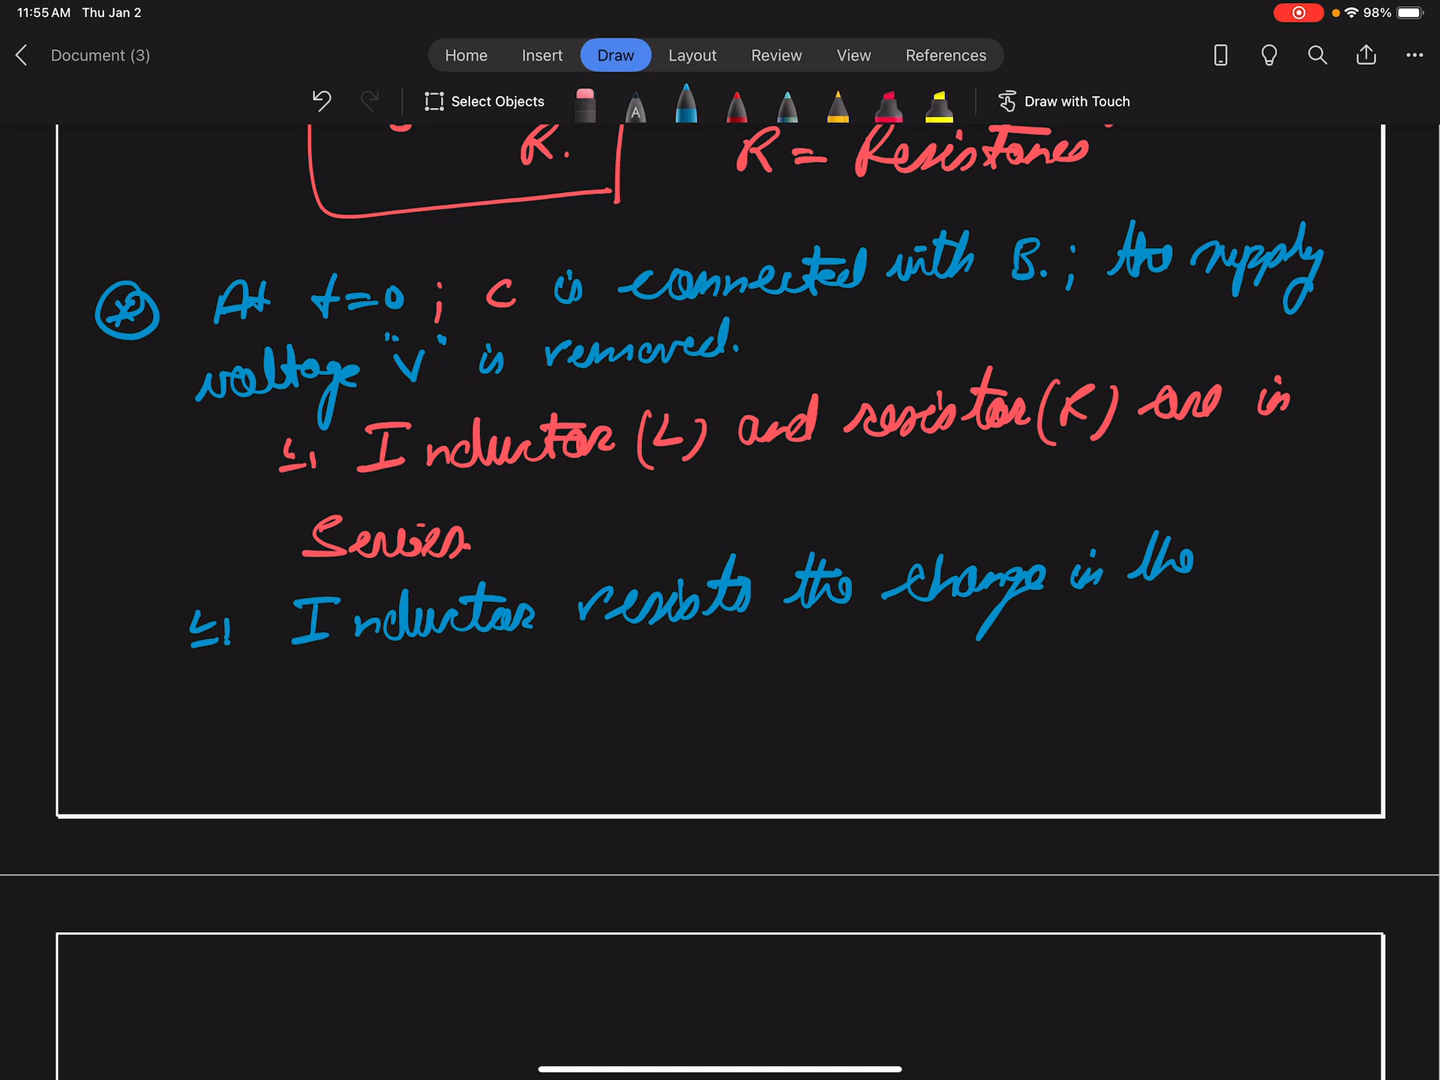 11:55 AM Thu Jan 2 98%
Document (3) Home Insert Draw Layout Review View References
Select Objects A Draw with Touch
R. R = Resistance
At t=0 ; C is connected with B. ; the supply
voltage "V" is removed.
Inductor (L) and resistor (R) are in
Series.
Inductor resists the change in the